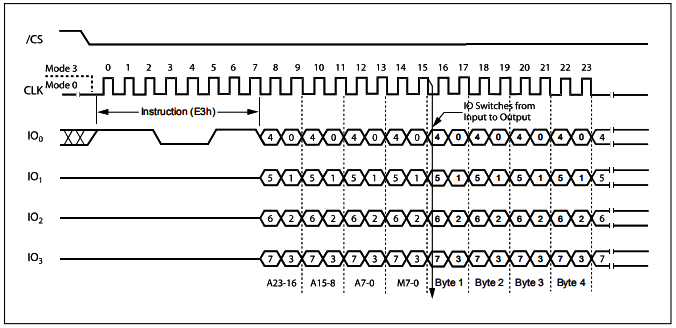 /CS
Mode 3 0 1 2 3 4 5 6 7 8 9 10 11 12 13 14 15 16 17 18 19 20 21 22 23
CLK Mode 0
Instruction (E3h)
IO Switches from
Input to Output
IO0 4 0 4 0 4 0 4 0 4 0 4 0 4 0 4 0 4
IO1 5 1 5 1 5 1 5 1 5 1 5 1 5 1 5 1 5
IO2 6 2 6 2 6 2 6 2 6 2 6 2 6 2 6 2 6
IO3 7 3 7 3 7 3 7 3 7 3 7 3 7 3 7 3 7
A23-16 A15-8 A7-0 M7-0 Byte 1 Byte 2 Byte 3 Byte 4